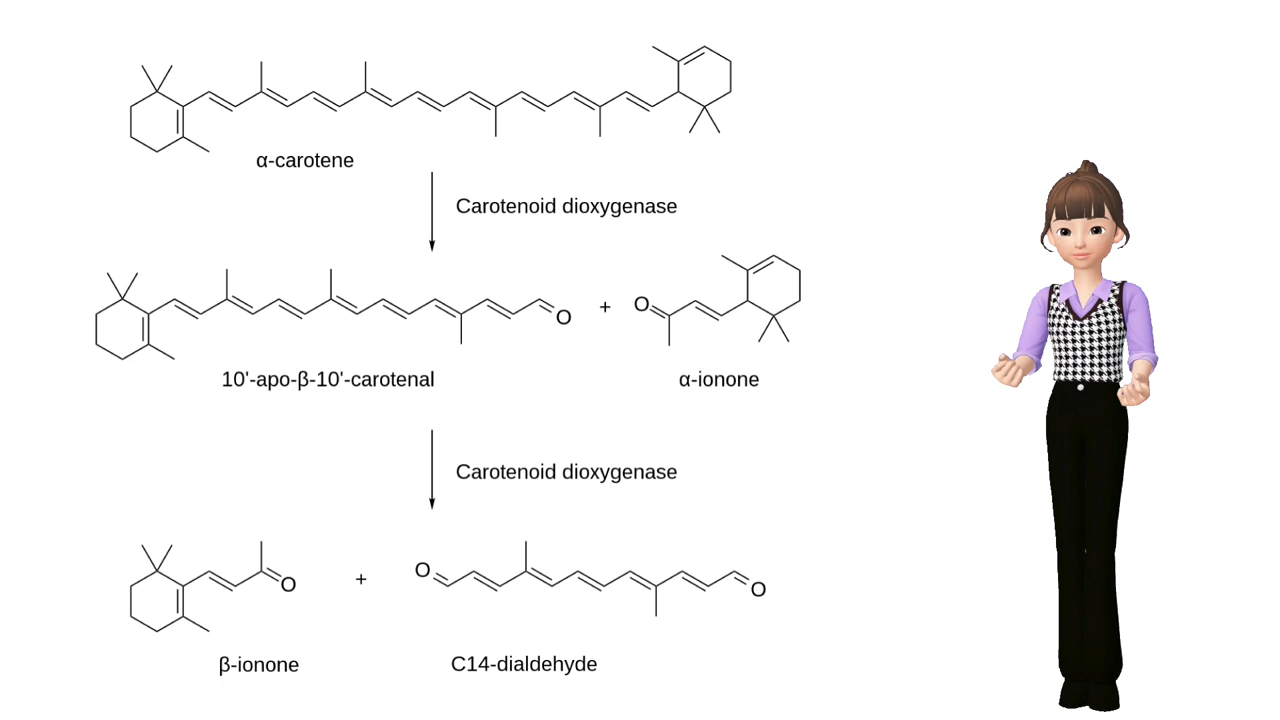 α-carotene
Carotenoid dioxygenase
O
+
O
10'-apo-β-10'-carotenal
α-ionone
Carotenoid dioxygenase
O
+
O
O
β-ionone
C14-dialdehyde